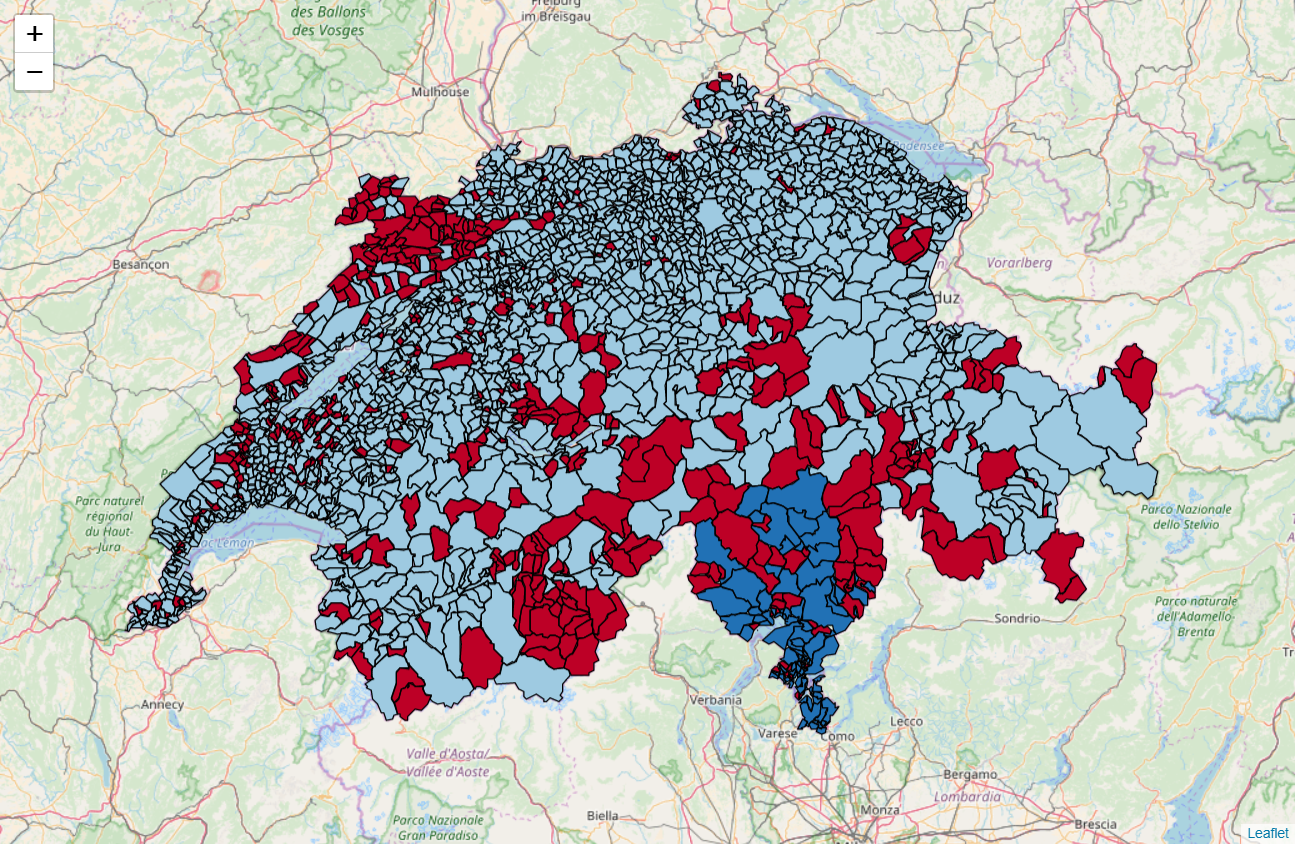 +
−
des Ballons
des Vosges
Freiburg
im Breisgau
Mulhouse
Bodensee
Besançon
Vorarlberg
duz
Parc naturel
régional
du Haut-
Jura
ac Léman
Parco Nazionale
dello Stelvio
Parco naturale
dell'Adamello-
Brenta
Sondrio
Annecy
Verbania
Varese
Como
Lecco
Valle d'Aosta/
Vallée d'Aoste
Bergamo
Lombardia
Biella
Monza
Brescia
Parco Nazionale
Gran Paradiso
Leaflet